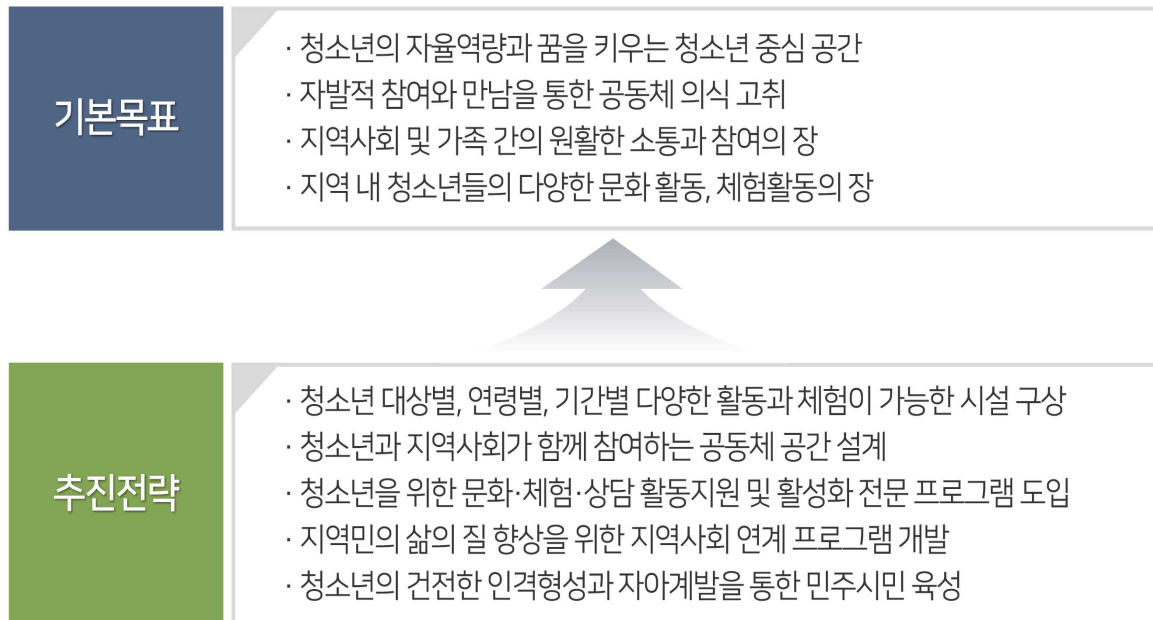 기본목표
· 청소년의 자율역량과 꿈을 키우는 청소년 중심 공간
· 자발적 참여와 만남을 통한 공동체 의식 고취
· 지역사회 및 가족 간의 원활한 소통과 참여의 장
· 지역 내 청소년들의 다양한 문화 활동, 체험활동의 장
추진전략
· 청소년 대상별, 연령별, 기간별 다양한 활동과 체험이 가능한 시설 구상
· 청소년과 지역사회가 함께 참여하는 공동체 공간 설계
· 청소년을 위한 문화·체험·상담 활동지원 및 활성화 전문 프로그램 도입
· 지역민의 삶의 질 향상을 위한 지역사회 연계 프로그램 개발
· 청소년의 건전한 인격형성과 자아계발을 통한 민주시민 육성